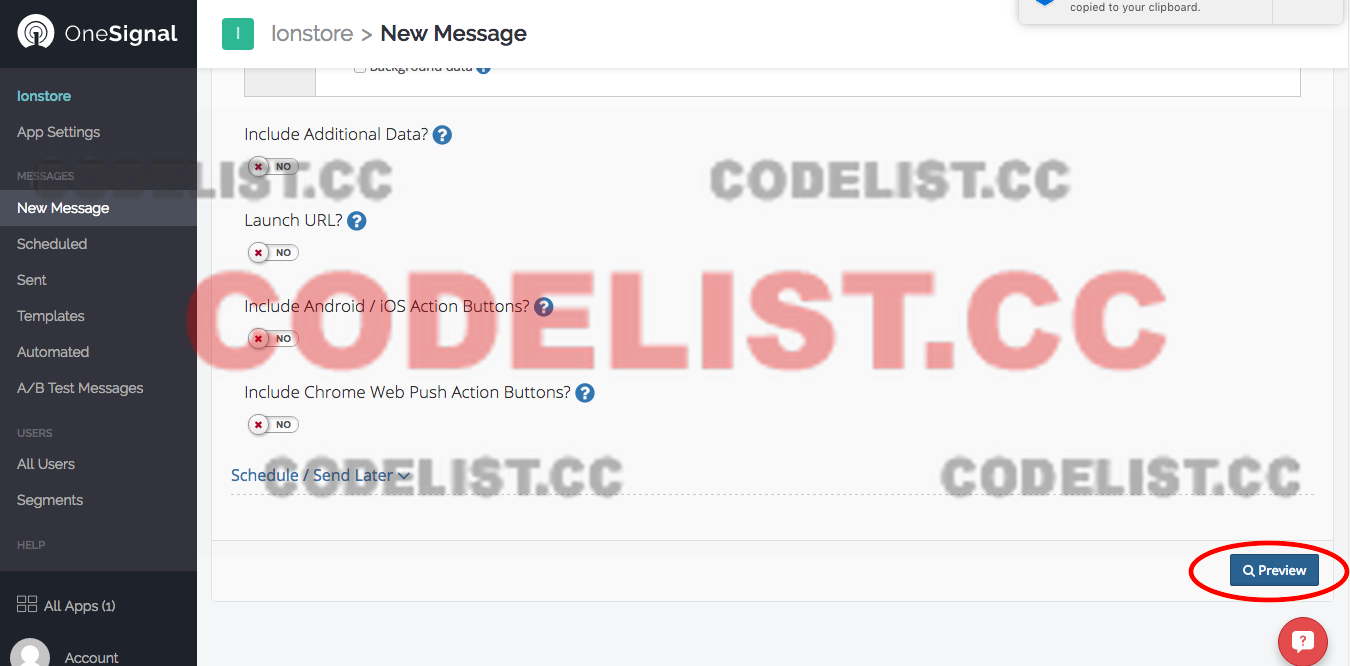 OneSignal
I
Ionstore > New Message
copied to your clipboard.
Ionstore
App Settings
MESSAGES
New Message
Scheduled
Sent
Templates
Automated
A/B Test Messages
USERS
All Users
Segments
HELP
All Apps (1)
Account
Background data ?
Include Additional Data? ?
NO
CODELIST.CC
CODELIST.CC
Launch URL? ?
NO
CODELIST.CC
Include Android / iOS Action Buttons? ?
NO
Include Chrome Web Push Action Buttons? ?
NO
Schedule / Send Later
CODELIST.CC
CODELIST.CC
Preview
?